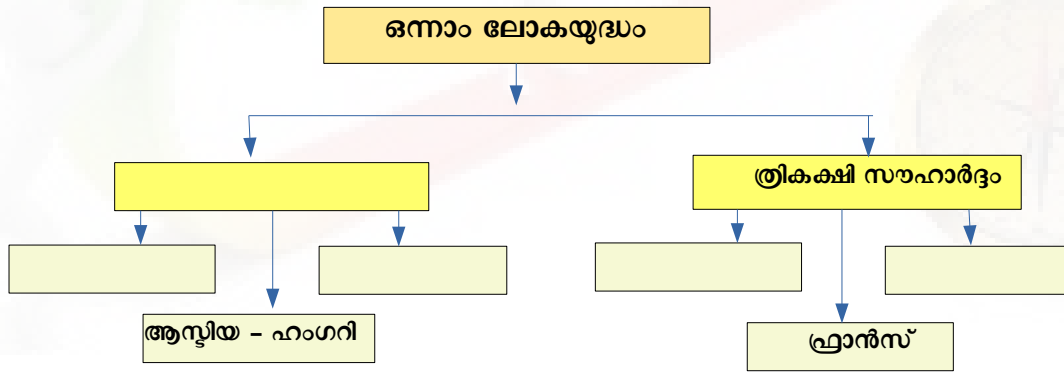 ഒന്നാം ലോകയുദ്ധം
ത്രികക്ഷി സൗഹാർദ്ദം
ആസ്ട്രിയ – ഹംഗറി
ഫ്രാൻസ്